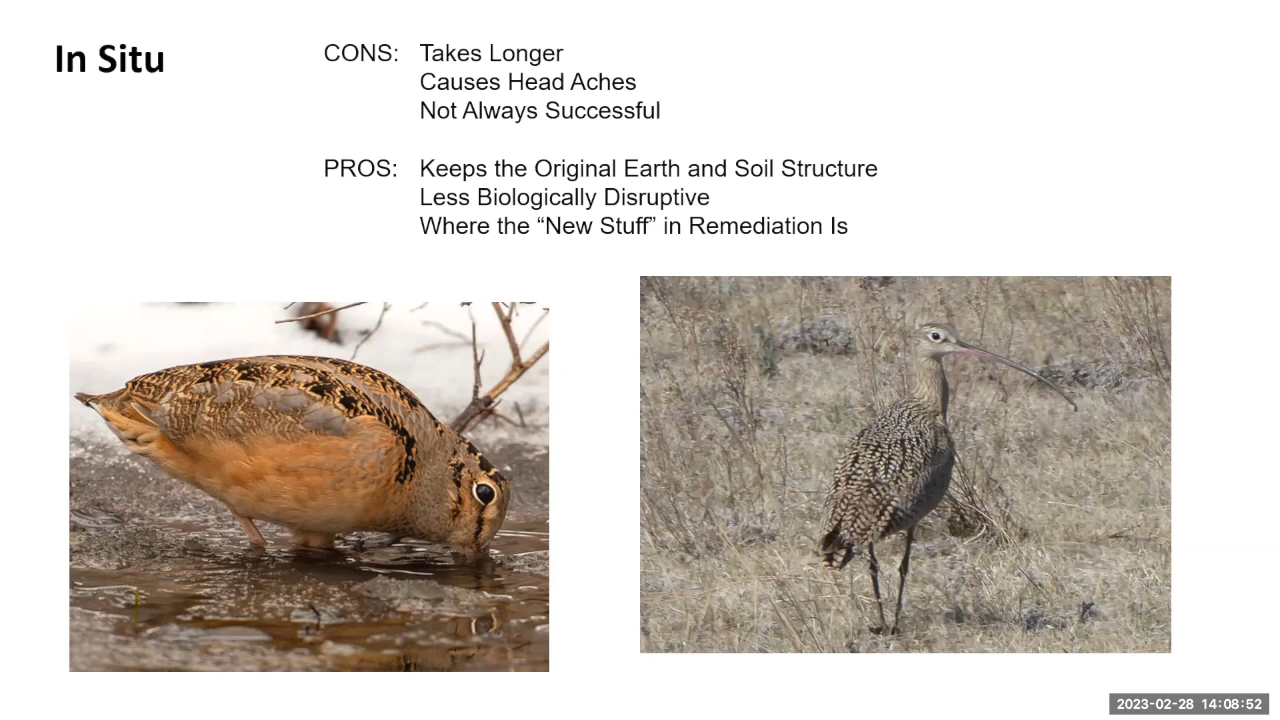 In Situ
CONS: Takes Longer
Causes Head Aches
Not Always Successful
PROS: Keeps the Original Earth and Soil Structure
Less Biologically Disruptive
Where the “New Stuff” in Remediation Is
2023-02-28 14:08:52